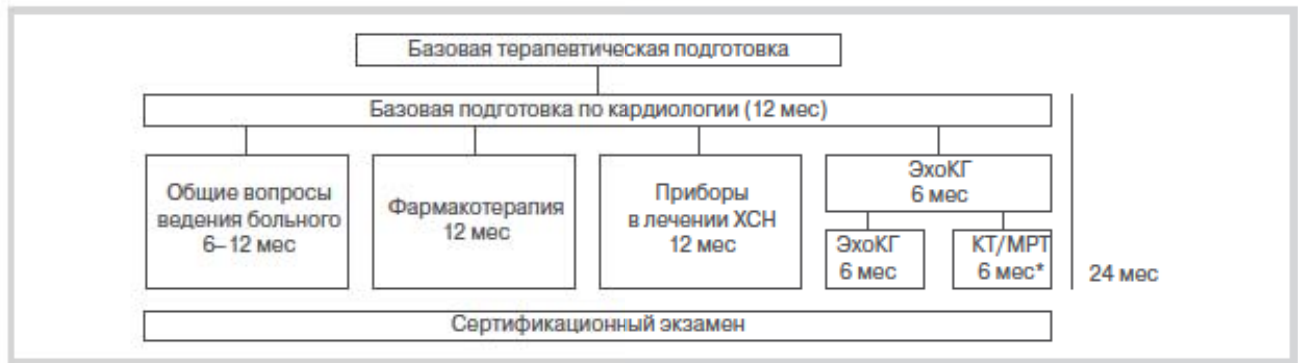 Базовая терапевтическая подготовка
Базовая подготовка по кардиологии (12 мес)
Общие вопросы
ведения больного
6–12 мес
Фармакотерапия
12 мес
Приборы
в лечении ХСН
12 мес
ЭхоКГ
6 мес
ЭхоКГ
6 мес
КТ/МРТ
6 мес*
24 мес
Сертификационный экзамен